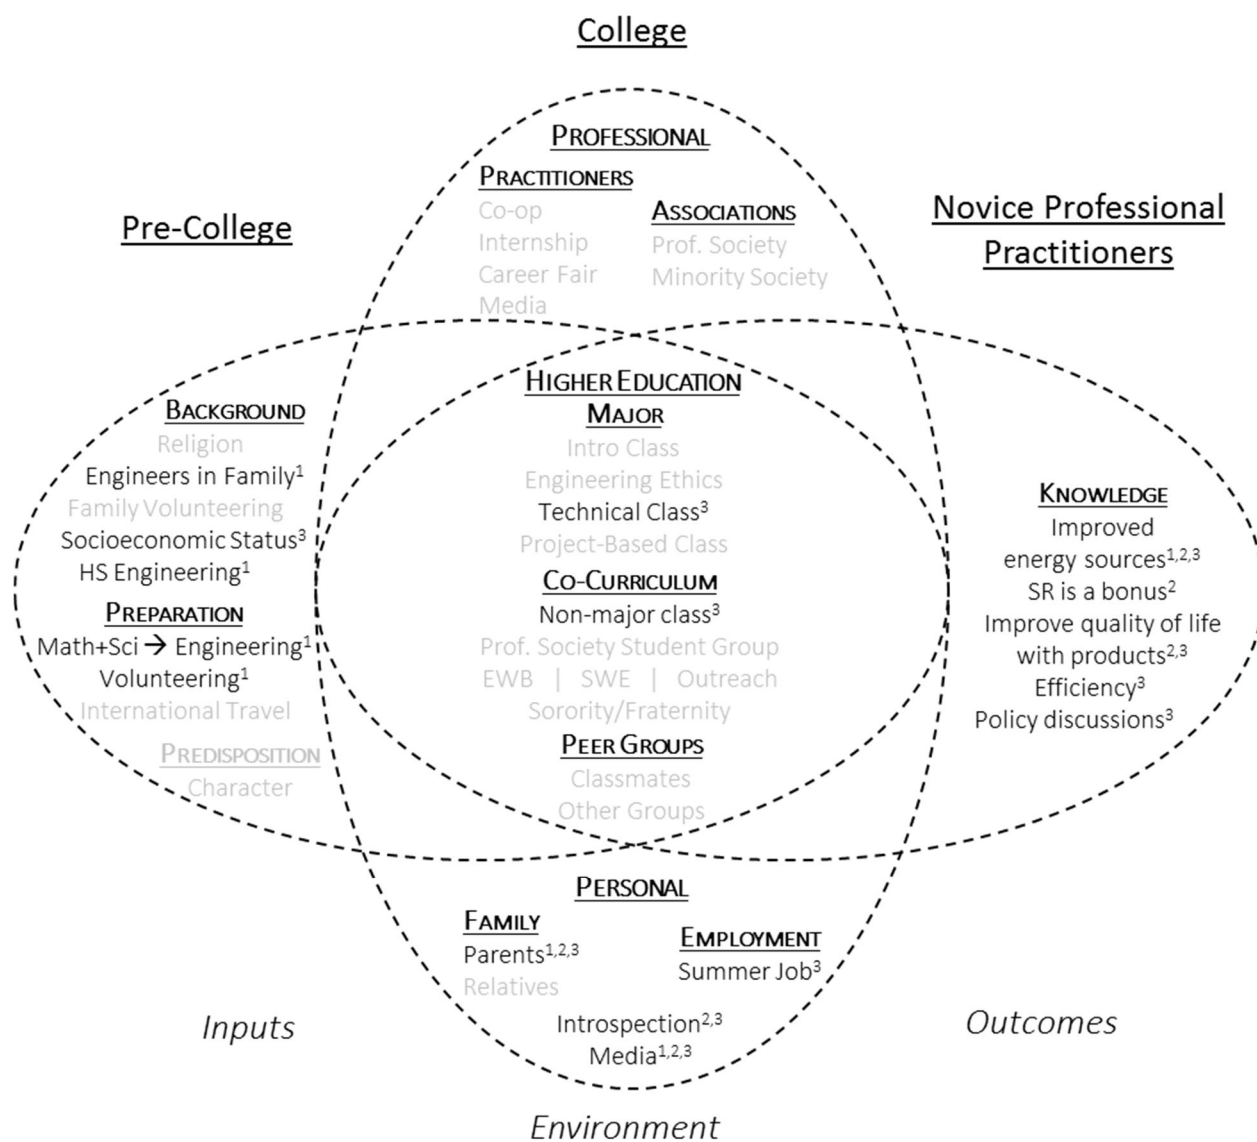 College
Pre-College
Novice Professional
Practitioners
PROFESSIONAL
PRACTITIONERS
Co-op
Internship
Career Fair
Media
ASSOCIATIONS
Prof. Society
Minority Society
BACKGROUND
Religion
Engineers in Family¹
Family Volunteering
Socioeconomic Status³
HS Engineering¹
PREPARATION
Math+Sci → Engineering¹
Volunteering¹
International Travel
PREDISPOSITION
Character
HIGHER EDUCATION
MAJOR
Intro Class
Engineering Ethics
Technical Class³
Project-Based Class
CO-CURRICULUM
Non-major class³
Prof. Society Student Group
EWB | SWE | Outreach
Sorority/Fraternity
PEER GROUPS
Classmates
Other Groups
KNOWLEDGE
Improved
energy sources¹,²,³
SR is a bonus²
Improve quality of life
with products²,³
Efficiency³
Policy discussions³
PERSONAL
FAMILY
Parents¹,²,³
Relatives
EMPLOYMENT
Summer Job³
Introspection²,³
Media¹,²,³
Inputs
Outcomes
Environment